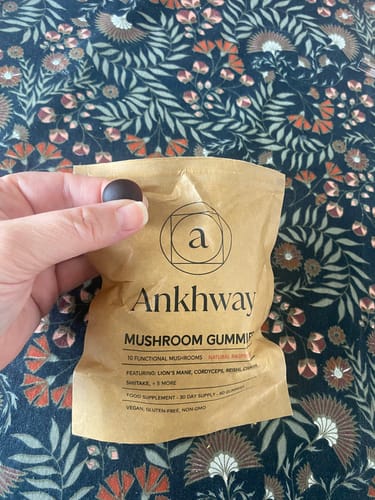 a
Ankhway
MUSHROOM GUMMIE
10 FUNCTIONAL MUSHROOMS NATURAL
FEATURING: LION'S MANE, CORDYCEPS, REISHI,
SHIITAKE, + 5 MORE
FOOD SUPPLEMENT - 30 DAY SUPPLY - 60 GUMMIES
VEGAN, GLUTEN-FREE, NON-GMO